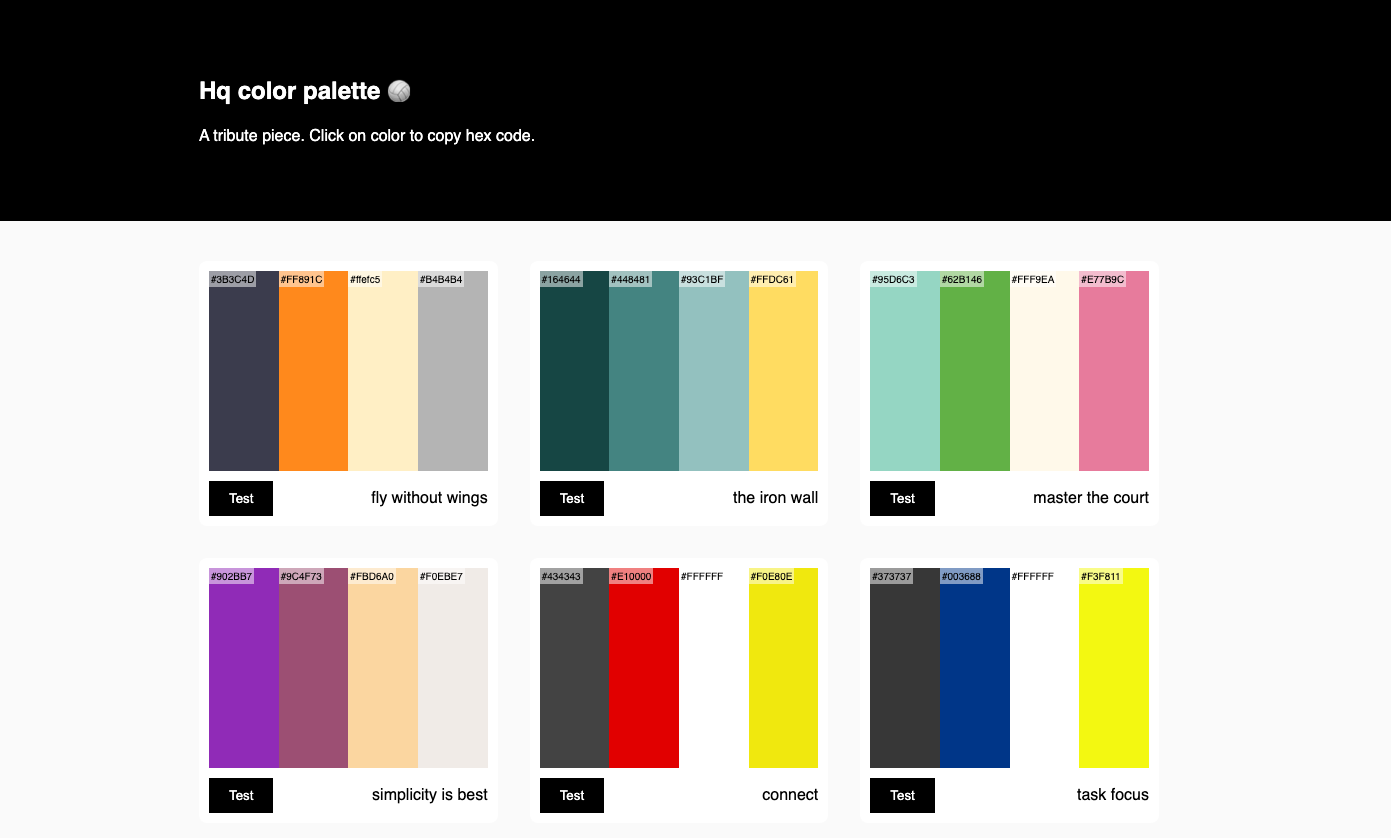 Hq color palette 🏐
A tribute piece. Click on color to copy hex code.
#3B3C4D #FF891C #ffefc5 #B4B4B4
Test fly without wings
#164644 #448481 #93C1BF #FFDC61
Test the iron wall
#95D6C3 #62B146 #FFF9EA #E77B9C
Test master the court
#902BB7 #9C4F73 #FBD6A0 #F0EBE7
Test simplicity is best
#434343 #E10000 #FFFFFF #F0E80E
Test connect
#373737 #003688 #FFFFFF #F3F811
Test task focus